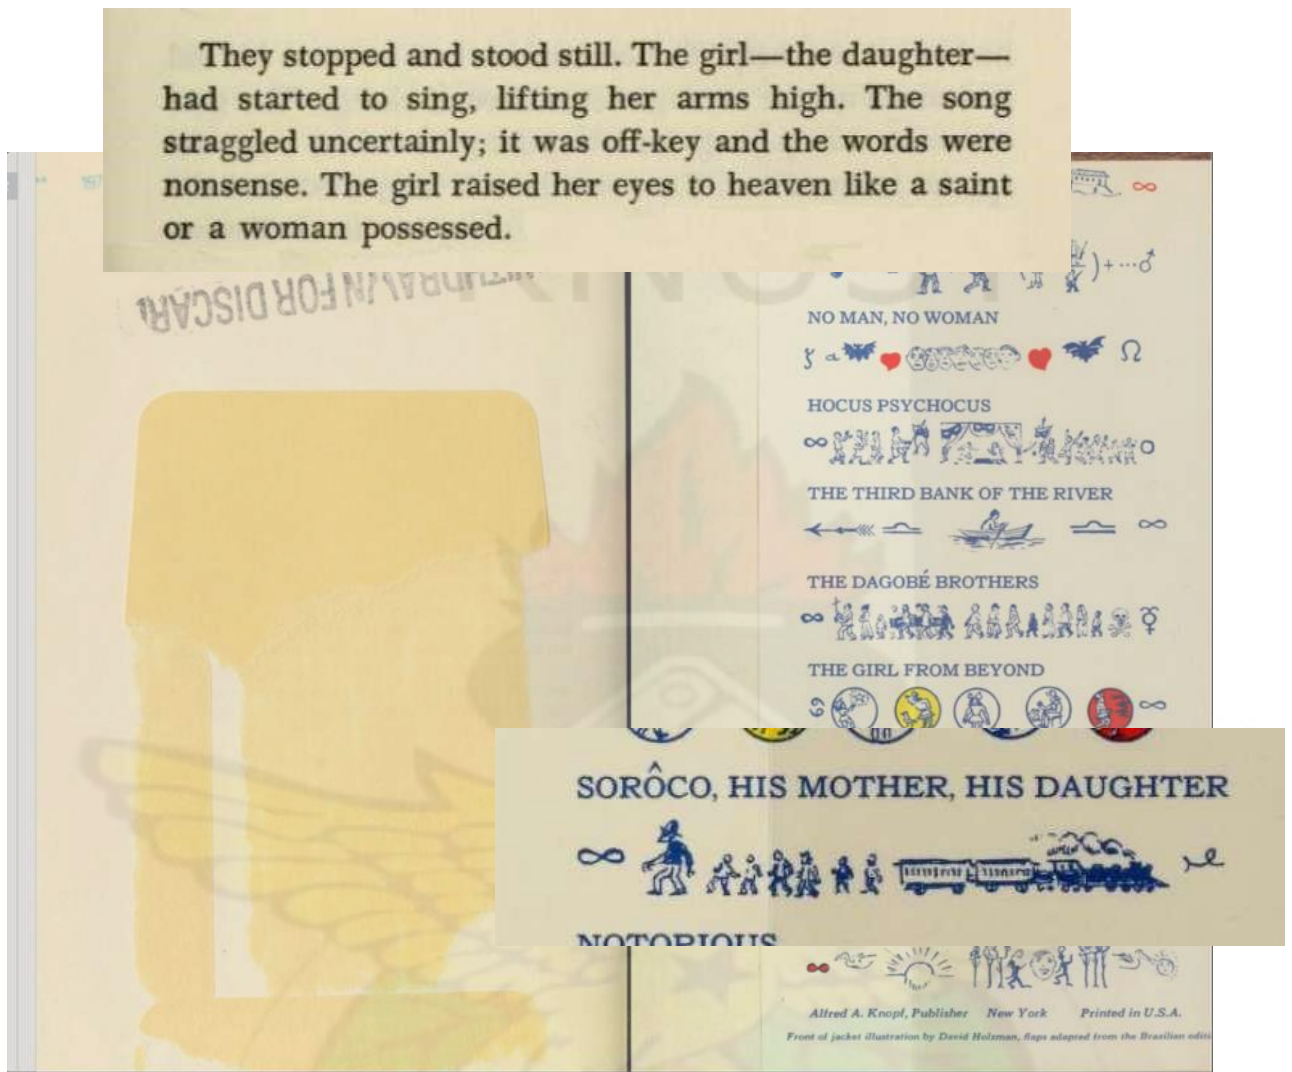 They stopped and stood still. The girl—the daughter—
had started to sing, lifting her arms high. The song
straggled uncertainly; it was off-key and the words were
nonsense. The girl raised her eyes to heaven like a saint
or a woman possessed.
FOR DISCARD
NO MAN, NO WOMAN
HOCUS PSYCHOCUS
THE THIRD BANK OF THE RIVER
THE DAGOBÉ BROTHERS
THE GIRL FROM BEYOND
SORÔCO, HIS MOTHER, HIS DAUGHTER
NOTORIOUS
Alfred A. Knopf, Publisher New York Printed in U.S.A.
Front of jacket illustration by David Holzman, flaps adapted from the Brazilian